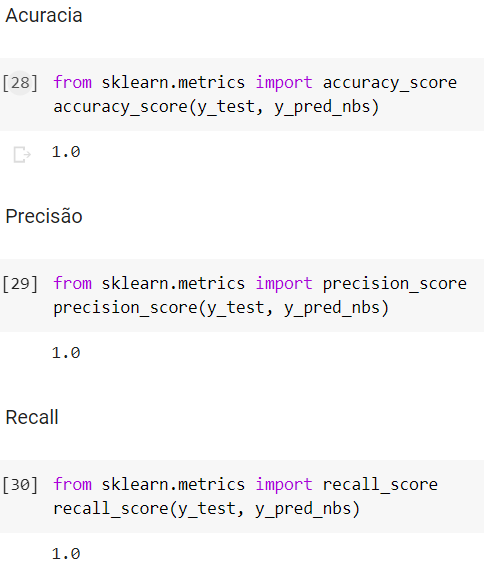 Acuracia
[28] from sklearn.metrics import accuracy_score
accuracy_score(y_test, y_pred_nbs)
1.0
Precisão
[29] from sklearn.metrics import precision_score
precision_score(y_test, y_pred_nbs)
1.0
Recall
[30] from sklearn.metrics import recall_score
recall_score(y_test, y_pred_nbs)
1.0